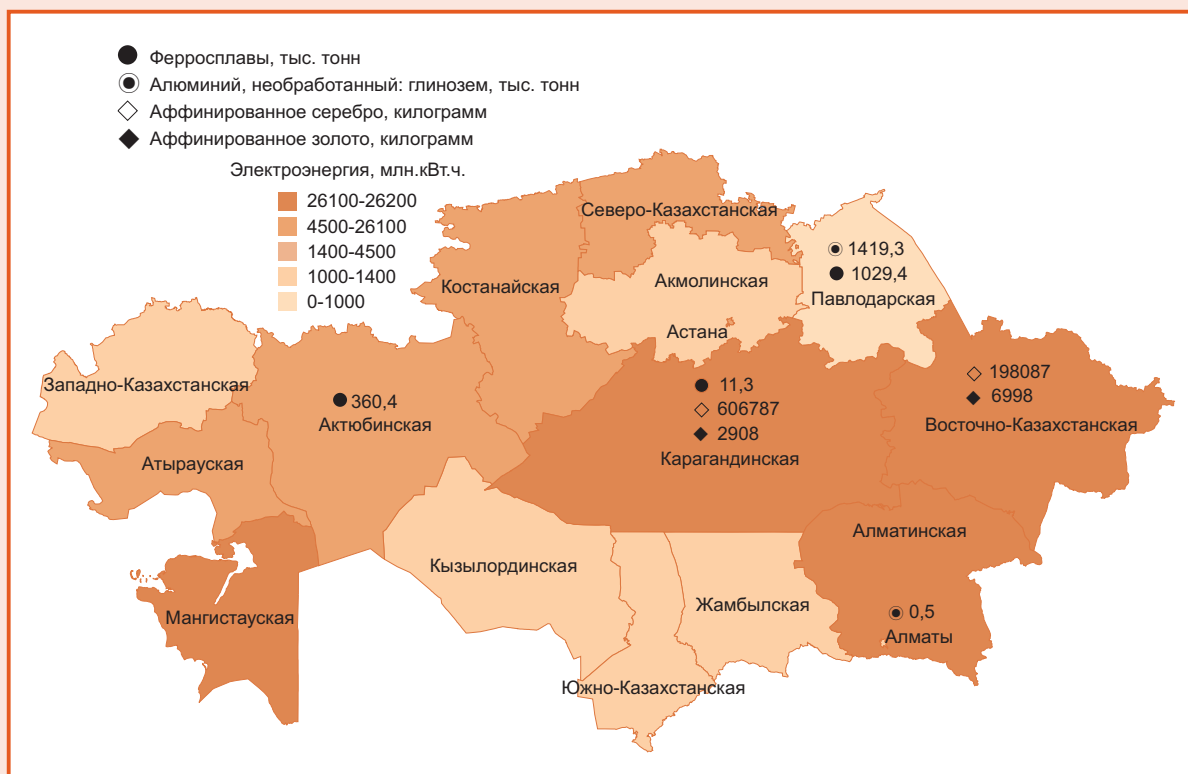 Ферросплавы, тыс. тонн
Алюминий, необработанный: глинозем, тыс. тонн
Аффинированное серебро, килограмм
Аффинированное золото, килограмм
Электроэнергия, млн.кВт.ч.
26100-26200
4500-26100
1400-4500
1000-1400
0-1000
Северо-Казахстанская
Костанайская
Акмолинская
Астана
1419,3
1029,4
Павлодарская
Западно-Казахстанская
360,4
Актюбинская
11,3
606787
2908
Карагандинская
198087
6998
Восточно-Казахстанская
Атырауская
Мангистауская
Кызылординская
Жамбылская
Южно-Казахстанская
Алматинская
0,5
Алматы